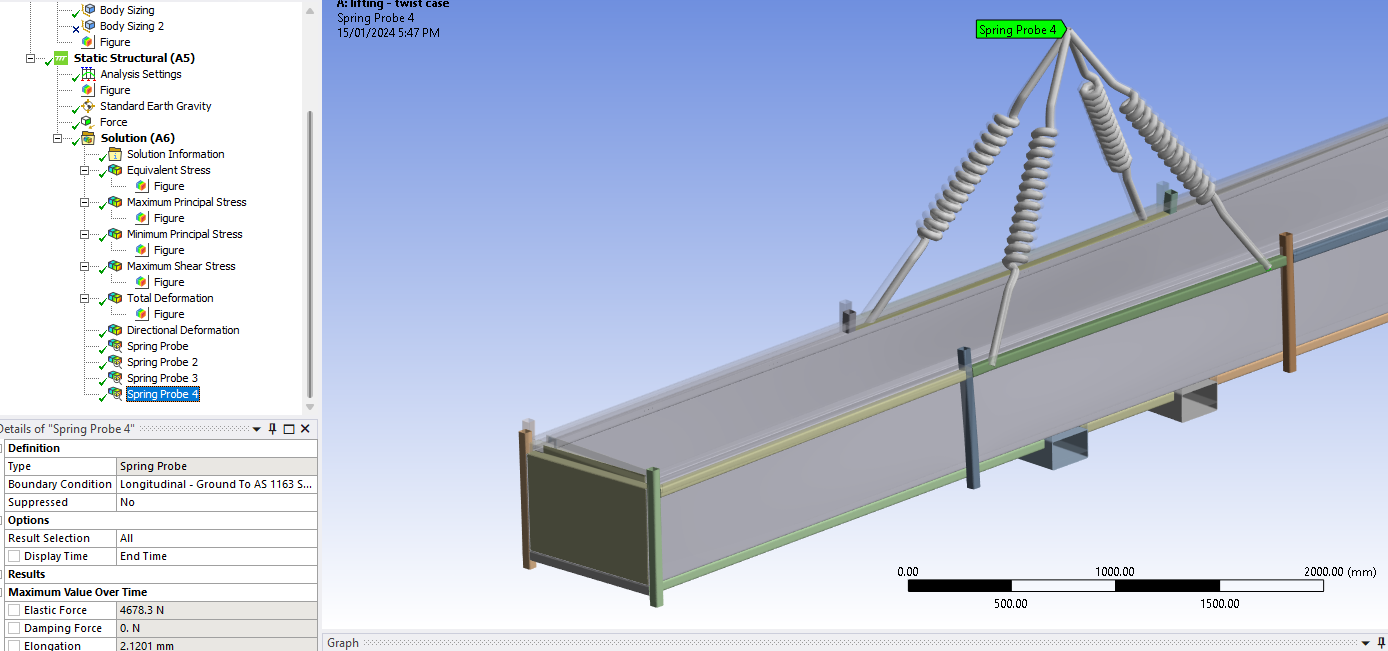 Body Sizing
Body Sizing 2
Figure
Static Structural (A5)
Analysis Settings
Figure
Standard Earth Gravity
Force
Solution (A6)
Solution Information
Equivalent Stress
Figure
Maximum Principal Stress
Figure
Minimum Principal Stress
Figure
Maximum Shear Stress
Figure
Total Deformation
Figure
Directional Deformation
Spring Probe
Spring Probe 2
Spring Probe 3
Spring Probe 4
Details of "Spring Probe 4"
Definition
Type Spring Probe
Boundary Condition Longitudinal - Ground To AS 1163 S...
Suppressed No
Options
Result Selection All
Display Time End Time
Results
Maximum Value Over Time
Elastic Force 4678.3 N
Damping Force 0. N
Elongation 2.1201 mm
A: lifting - twist case
Spring Probe 4
15/01/2024 5:47 PM
Spring Probe 4
0.00 1000.00 2000.00 (mm)
500.00 1500.00
Graph